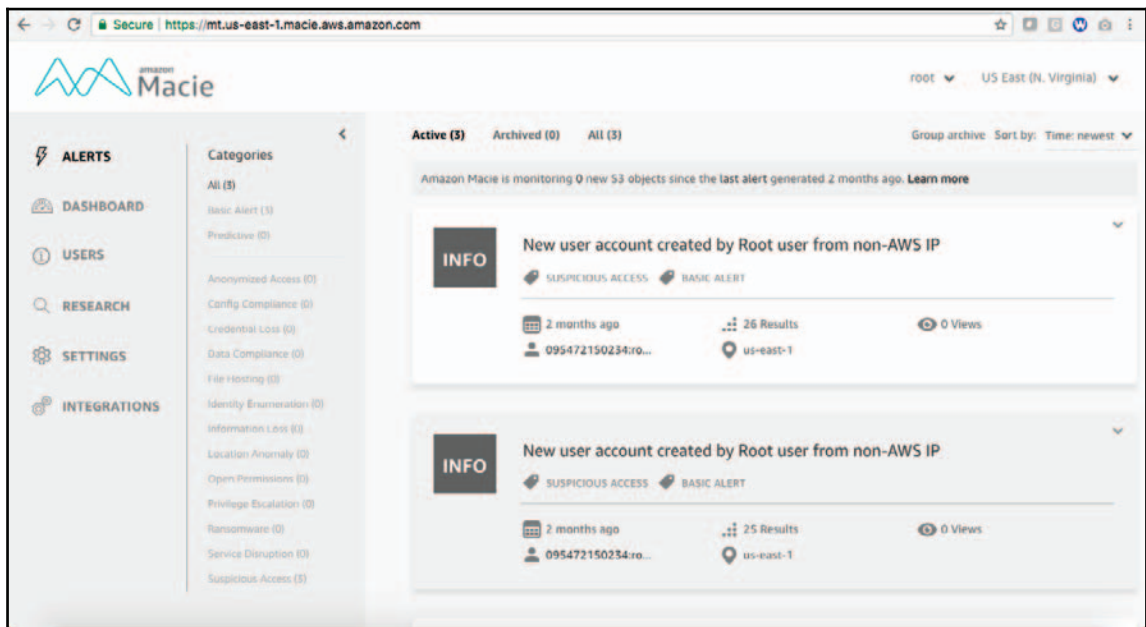 Secure | https://mt.us-east-1.macie.aws.amazon.com
amazon
Macie
root
US East (N. Virginia)
ALERTS
DASHBOARD
USERS
RESEARCH
SETTINGS
INTEGRATIONS
Categories
All (3)
Basic Alert (3)
Predictive (0)
Anonymized Access (0)
Config Compliance (0)
Credential Loss (0)
Data Compliance (0)
File Hosting (0)
Identity Enumeration (0)
Information Loss (0)
Location Anomaly (0)
Open Permissions (0)
Privilege Escalation (0)
Ransomware (0)
Service Disruption (0)
Suspicious Access (3)
Active (3) Archived (0) All (3)
Group archive Sort by: Time: newest
Amazon Macie is monitoring 0 new S3 objects since the last alert generated 2 months ago. Learn more
INFO
New user account created by Root user from non-AWS IP
SUSPICIOUS ACCESS BASIC ALERT
2 months ago 26 Results 0 Views
095472150234:ro... us-east-1
INFO
New user account created by Root user from non-AWS IP
SUSPICIOUS ACCESS BASIC ALERT
2 months ago 25 Results 0 Views
095472150234:ro... us-east-1